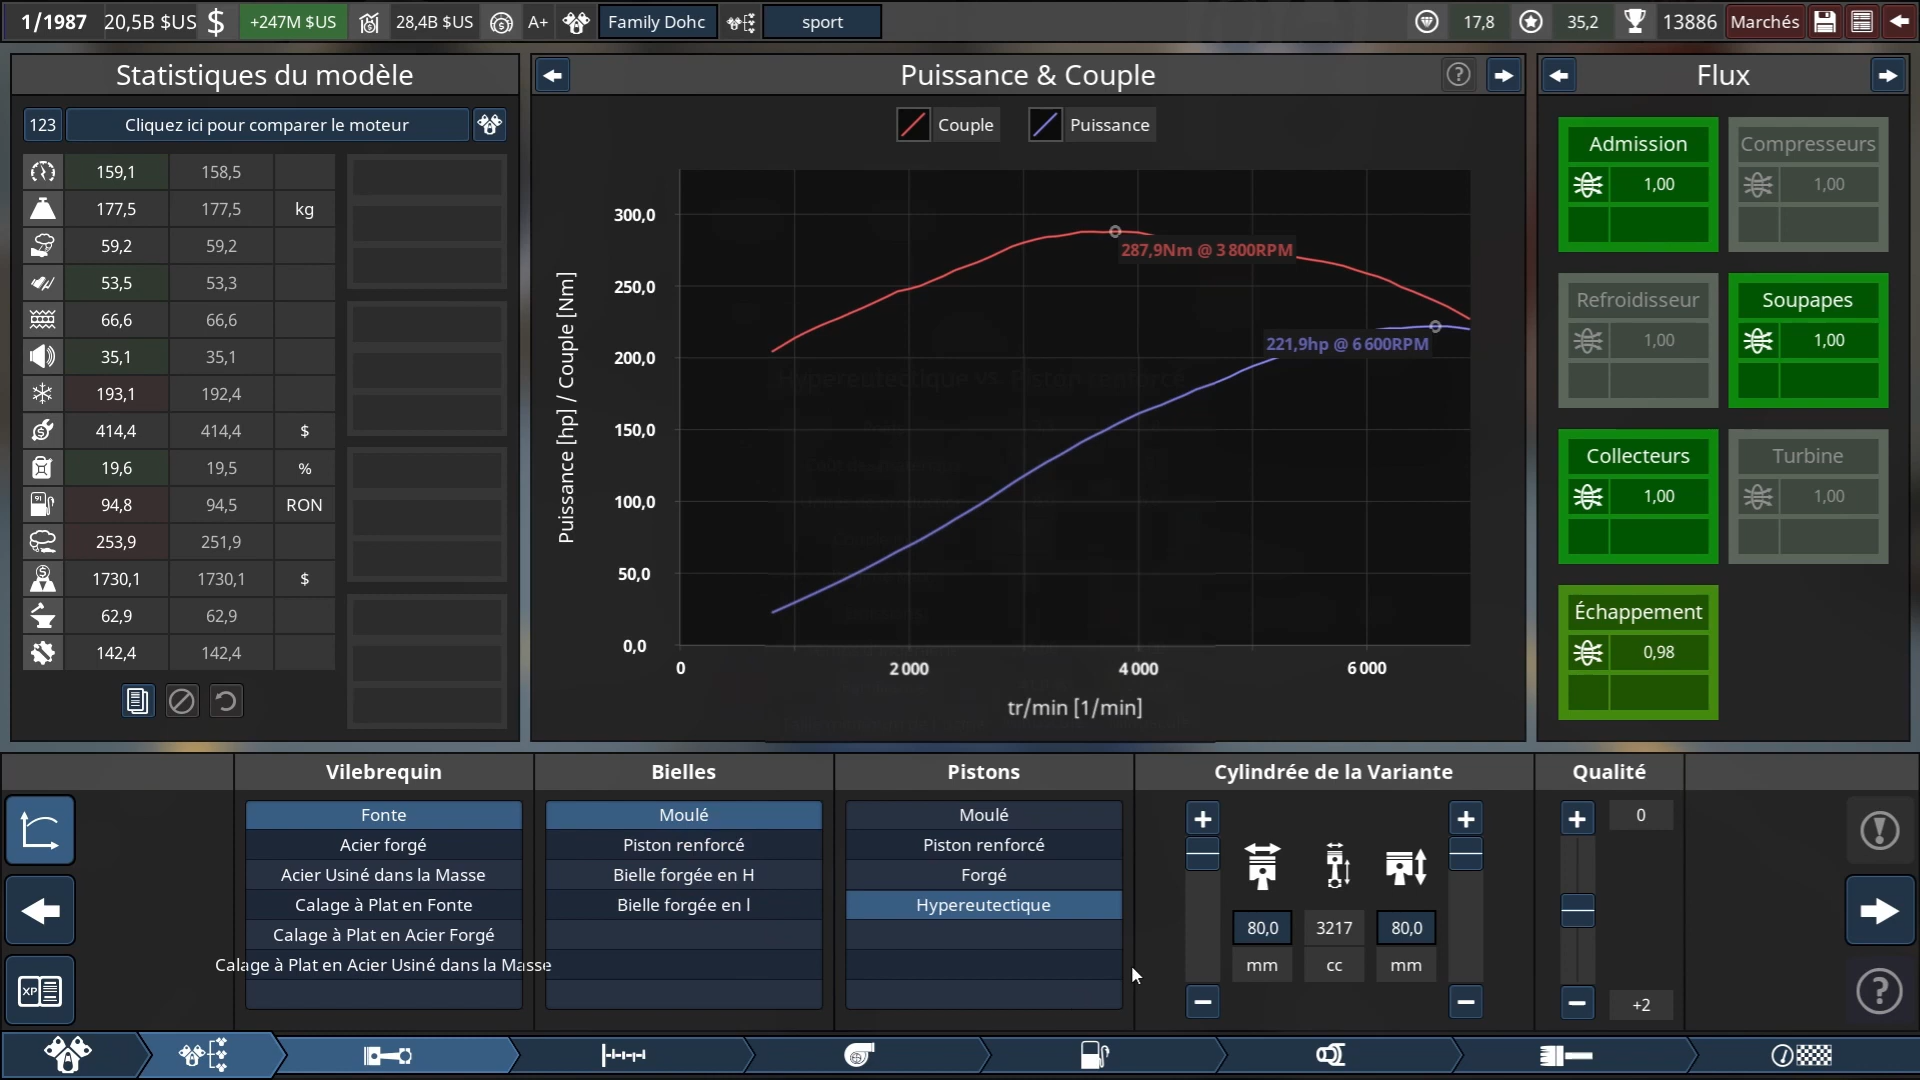 1/1987
20,5B $US
+247M $US
28,4B $US
A+
Family Dohc
sport
17,8
35,2
13886
Marchés
Statistiques du modèle
123
Cliquez ici pour comparer le moteur
159,1 158,5
177,5 177,5 kg
59,2 59,2
53,5 53,3
66,6 66,6
35,1 35,1
193,1 192,4
414,4 414,4 $
19,6 19,5 %
94,8 94,5 RON
253,9 251,9
1730,1 1730,1 $
62,9 62,9
142,4 142,4
Puissance & Couple
Couple
Puissance
Puissance [hp] / Couple [Nm]
300,0
250,0
200,0
150,0
100,0
50,0
0,0
287,9Nm @ 3 800RPM
221,9hp @ 6 600RPM
Hypereutectique vs. Piston renforcé
0 2 000 4 000 6 000
tr/min [1/min]
Flux
Admission
1,00
Compresseurs
1,00
Refroidisseur
1,00
Soupapes
1,00
Collecteurs
1,00
Turbine
1,00
Échappement
0,98
Vilebrequin
Fonte
Acier forgé
Acier Usiné dans la Masse
Calage à Plat en Fonte
Calage à Plat en Acier Forgé
Calage à Plat en Acier Usiné dans la Masse
Bielles
Moulé
Piston renforcé
Bielle forgée en H
Bielle forgée en I
Pistons
Moulé
Piston renforcé
Forgé
Hypereutectique
Cylindrée de la Variante
80,0 3217 80,0
mm cc mm
Qualité
0
+2
XP